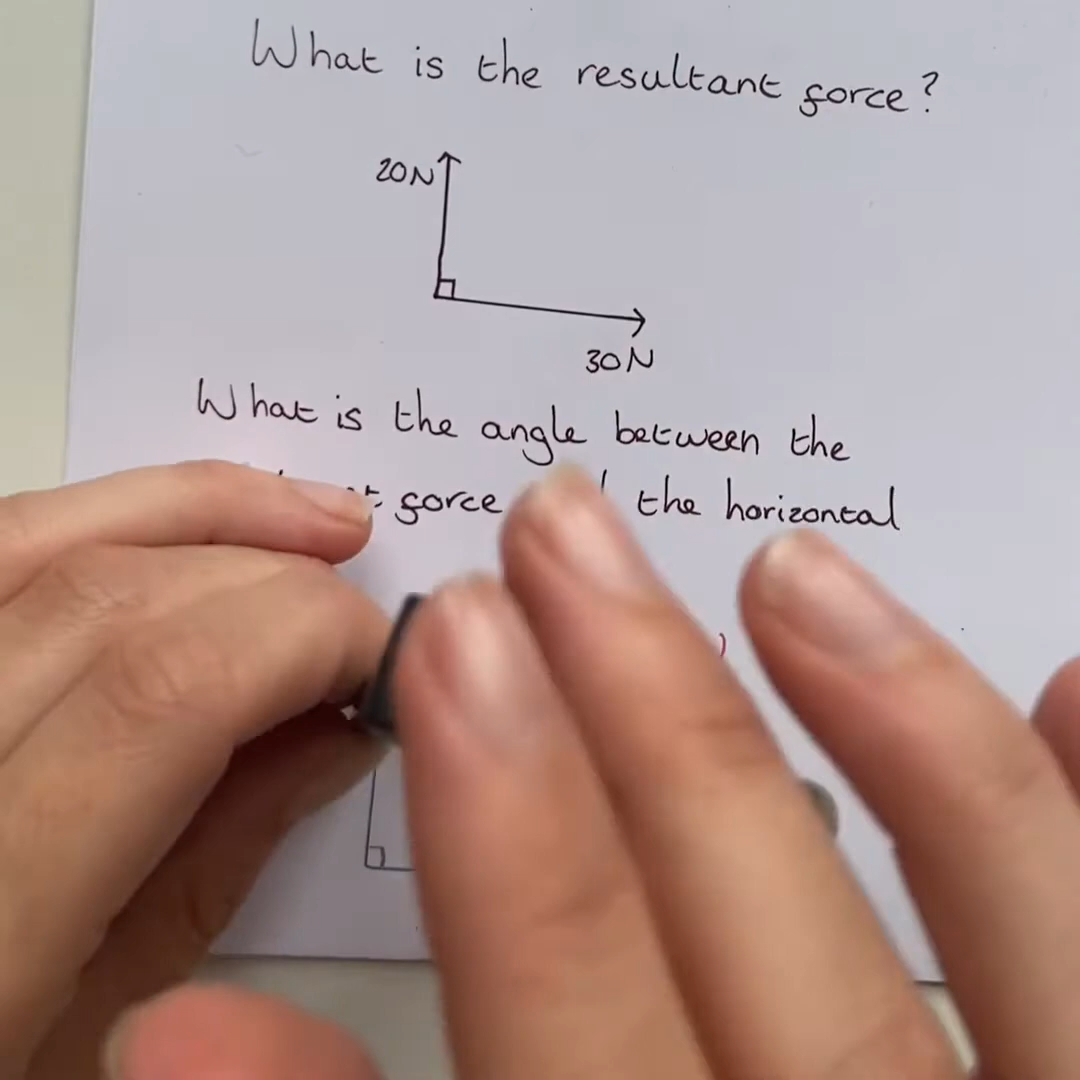 What is the resultant force?
20N
30N
What is the angle between the
force the horizontal